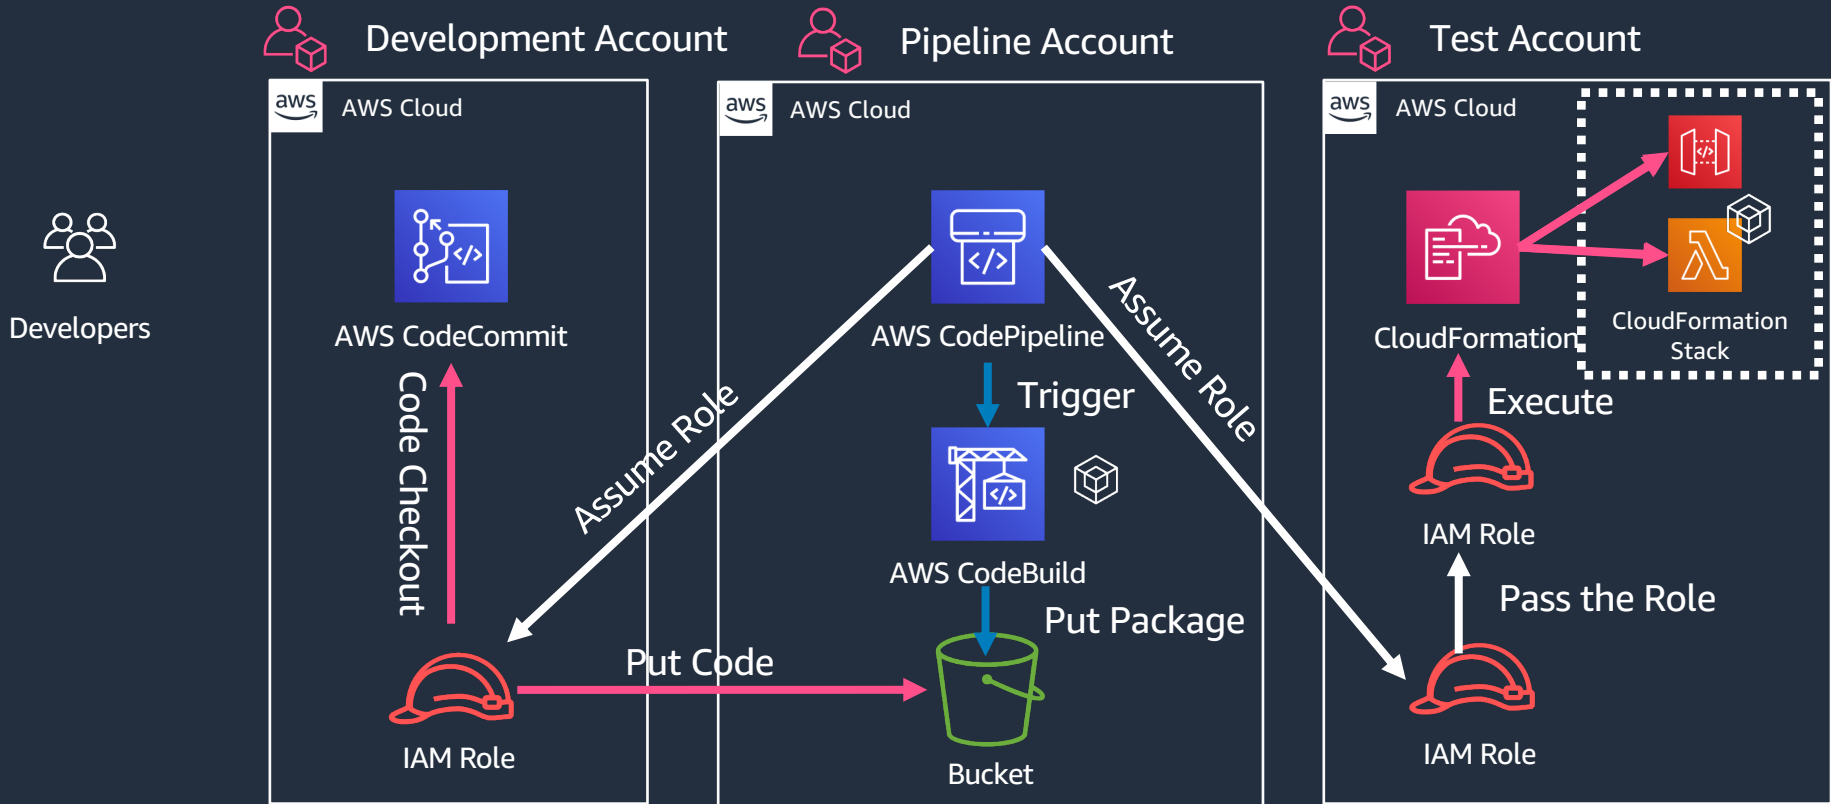 Development Account
Pipeline Account
Test Account
aws
AWS Cloud
aws
AWS Cloud
aws
AWS Cloud
Developers
AWS CodeCommit
Code Checkout
IAM Role
Put Code
Assume Role
AWS CodePipeline
Trigger
AWS CodeBuild
Put Package
Bucket
Assume Role
CloudFormation
CloudFormation
Stack
Execute
IAM Role
Pass the Role
IAM Role